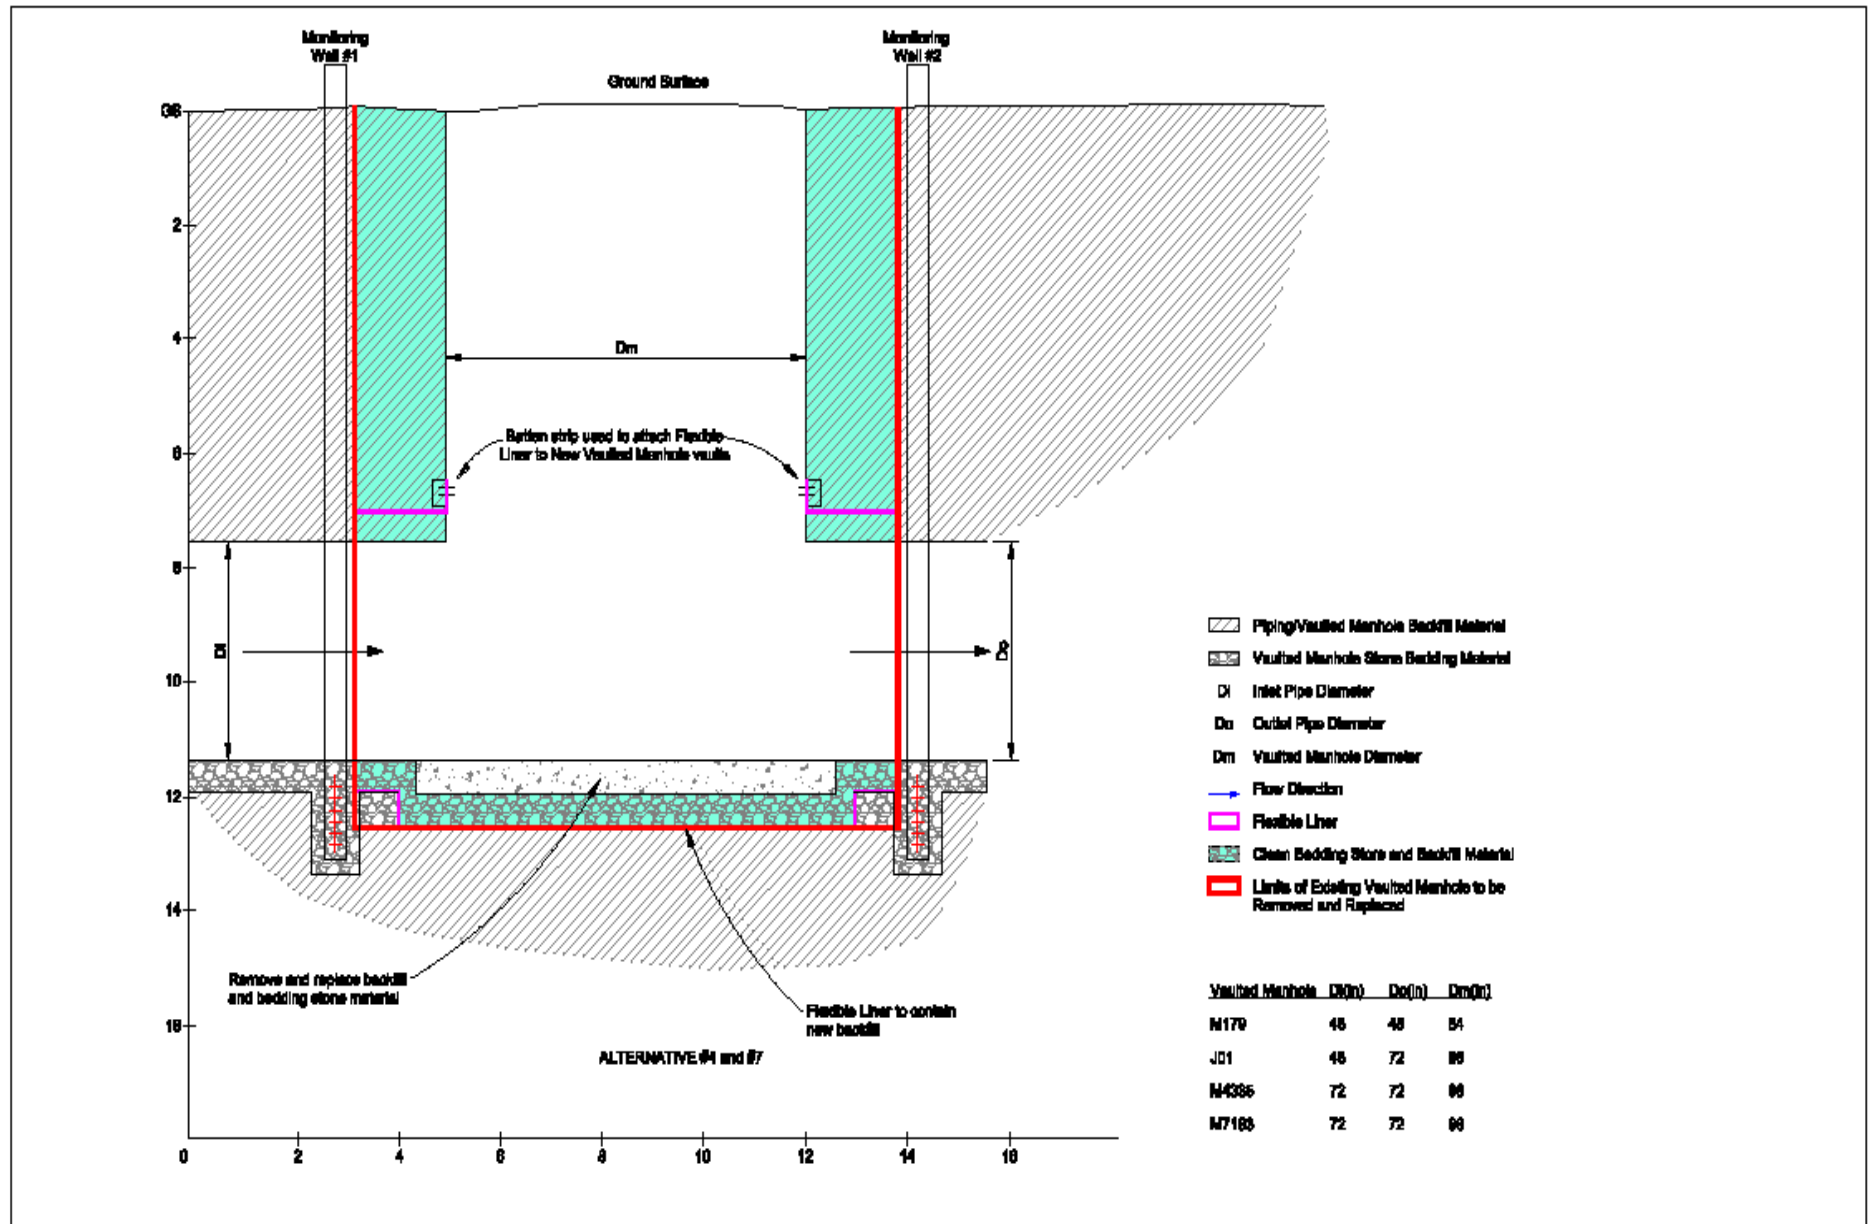 Monitoring
Well #1
Monitoring
Well #2
Ground Surface
GS
2
4
6
8
10
12
14
Dm
Batten strip used to attach Flexible
Liner to New Vaulted Manhole vaults
Di
Do
Remove and replace backfill
and bedding stone material
Flexible Liner to contain
new backfill
ALTERNATIVE #4 and #7
0
2
4
6
8
10
12
14
16
Piping/Vaulted Manhole Backfill Material
Vaulted Manhole Stone Bedding Material
Di Inlet Pipe Diameter
Do Outlet Pipe Diameter
Dm Vaulted Manhole Diameter
Flow Direction
Flexible Liner
Clean Bedding Stone and Backfill Material
Limits of Existing Vaulted Manhole to be
Removed and Replaced
Vaulted Manhole Di(in) Do(in) Dm(in)
M179 48 48 84
J01 48 72 96
72 72 96
72 72 96